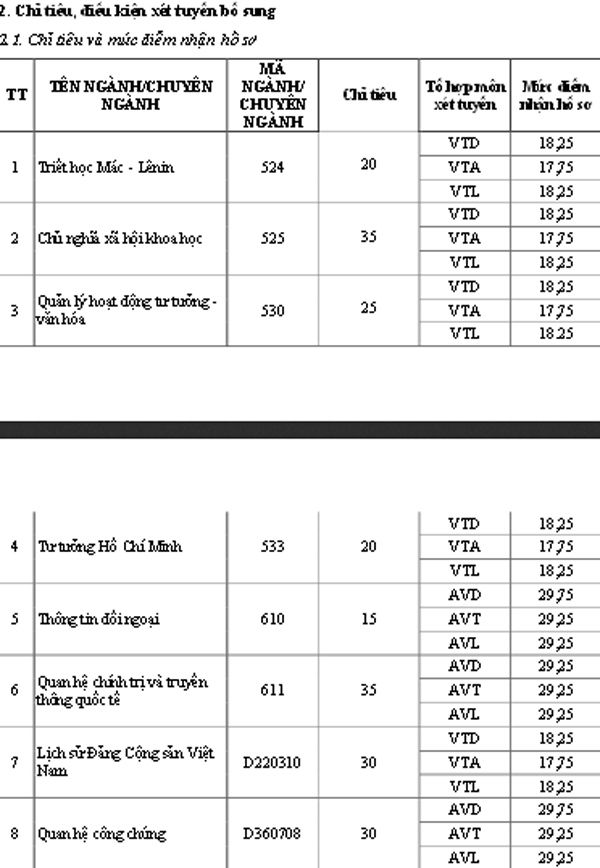 2. Chỉ tiêu, điều kiện xét tuyển bổ sung
2.1. Chỉ tiêu và mức điểm nhận hồ sơ
TT TÊN NGÀNH/CHUYÊN NGÀNH MÃ NGÀNH/ CHUYÊN NGÀNH Chỉ tiêu Tổ hợp môn xét tuyển Mức điểm nhận hồ sơ
1 Triết học Mác - Lênin 524 20 VTD 18,25
VTA 17,75
VTL 18,25
2 Chủ nghĩa xã hội khoa học 525 35 VTD 18,25
VTA 17,75
VTL 18,25
3 Quản lý hoạt động tư tưởng - văn hóa 530 25 VTD 18,25
VTA 17,75
VTL 18.25
4 Tư tưởng Hồ Chí Minh 533 20 VTD 18,25
VTA 17,75
VTL 18,25
5 Thông tin đối ngoại 610 15 AVD 29,75
AVT 29,25
AVL 29,25
6 Quan hệ chính trị và truyền thông quốc tế 611 35 AVD 29,25
AVT 29,25
AVL 29,25
7 Lịch sử Đảng Cộng sản Việt Nam D220310 30 VTD 18,25
VTA 17,75
VTL 18,25
8 Quan hệ công chúng D360708 30 AVD 29,75
AVT 29,25
AVL 29,25